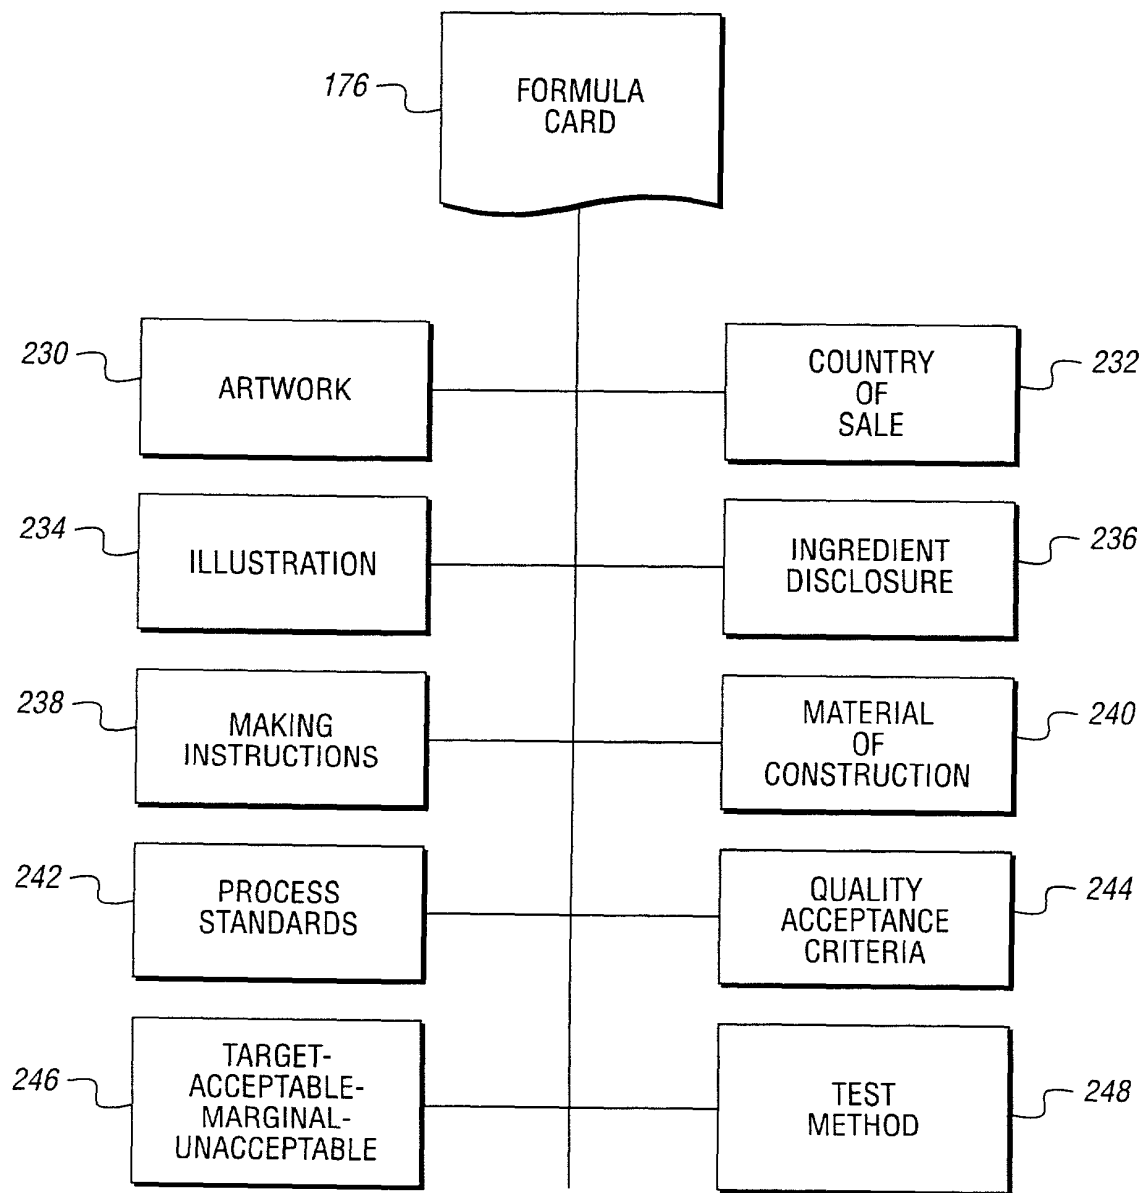 176
FORMULA
CARD
230
ARTWORK
COUNTRY
OF
SALE
232
234
ILLUSTRATION
INGREDIENT
DISCLOSURE
236
238
MAKING
INSTRUCTIONS
MATERIAL
OF
CONSTRUCTION
240
242
PROCESS
STANDARDS
QUALITY
ACCEPTANCE
CRITERIA
244
246
TARGET-
ACCEPTABLE-
MARGINAL-
UNACCEPTABLE
TEST
METHOD
248